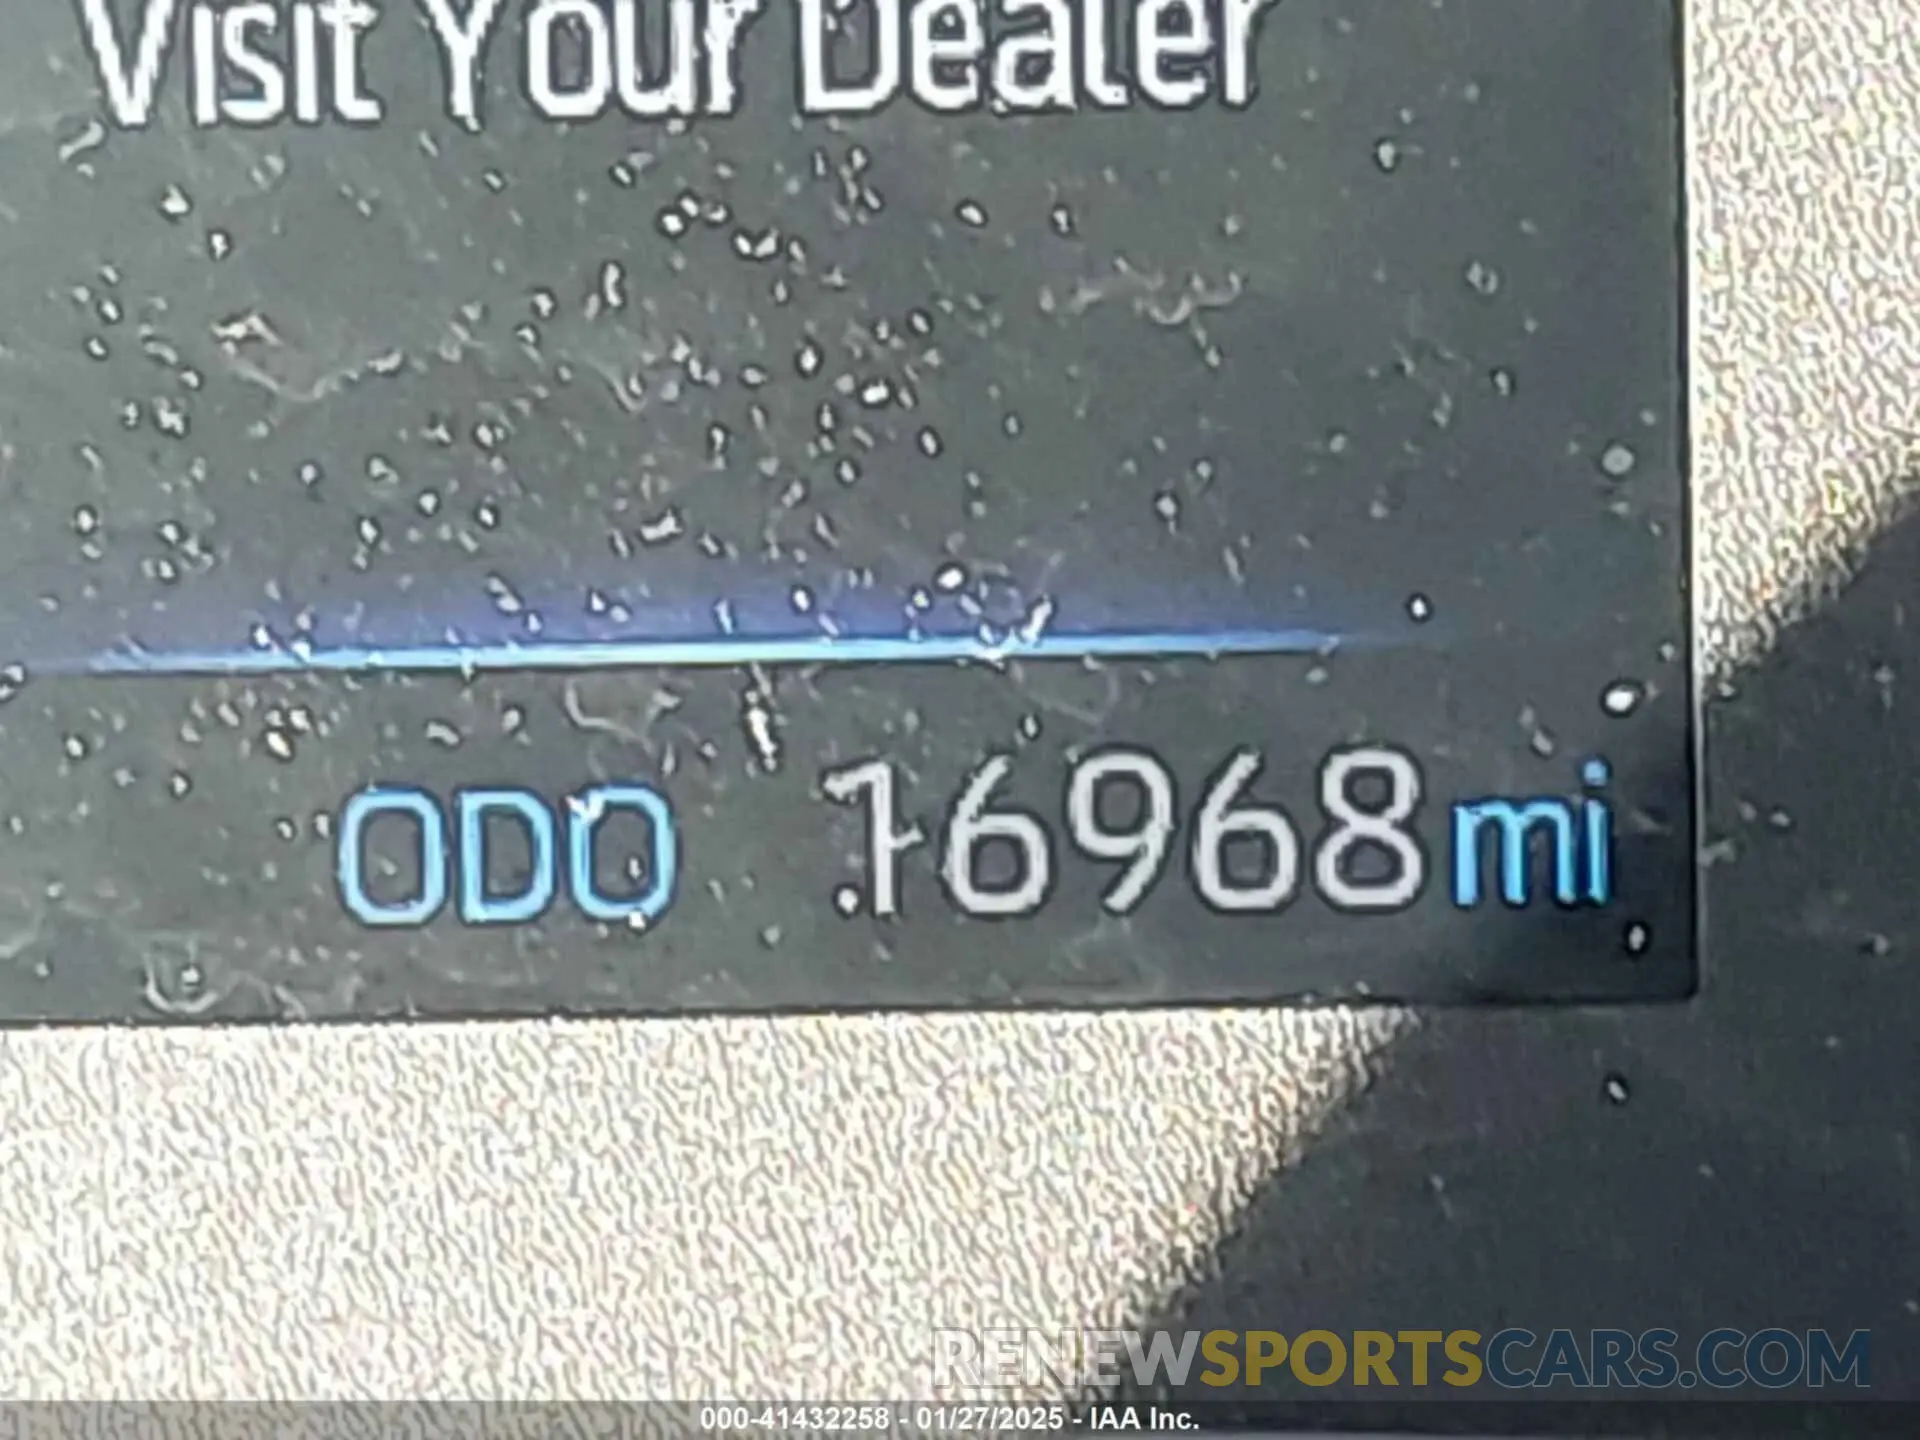 Visit Your Dealer
ODO 16968 mi
RENEWSPORTSCARS.COM
000-41432258 - 01/27/2025 - IAA Inc.